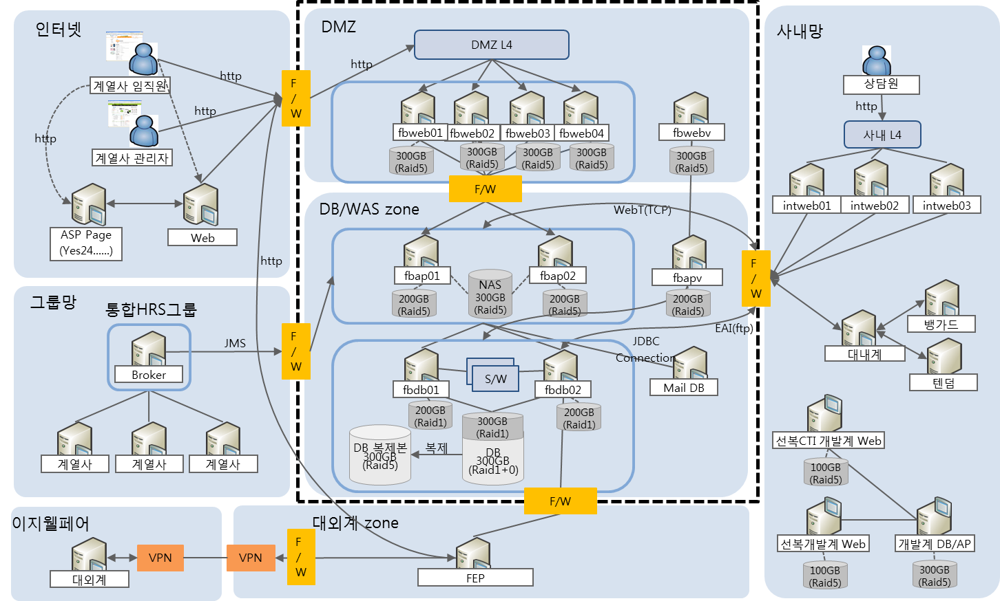 인터넷
계열사 임직원
http
http
계열사 관리자
http
ASP Page
(Yes24......)
Web
http
F
/
W
http
DMZ
DMZ L4
fbweb01
fbweb02
fbweb03
fbweb04
fbwebv
300GB
(Raid5)
300GB
(Raid5)
300GB
(Raid5)
300GB
(Raid5)
300GB
(Raid5)
F/W
DB/WAS zone
WebT(TCP)
fbap01
fbap02
fbapv
200GB
(Raid5)
NAS
300GB
(Raid5)
200GB
(Raid5)
200GB
(Raid5)
EAI(ftp)
JDBC
Connection
fbdb01
S/W
fbdb02
Mail DB
200GB
(Raid1)
300GB
(Raid1)
200GB
(Raid1)
DB 복제본
300GB
(Raid5)
복제
DB
300GB
(Raid1+0)
F/W
그룹망
통합HRS그룹
Broker
JMS
F
/
W
계열사
계열사
계열사
이지웰페어
대외계
VPN
대외계 zone
VPN
F
/
W
FEP
사내망
상담원
http
사내 L4
intweb01
intweb02
intweb03
F
/
W
대내계
뱅가드
텐덤
선복CTI 개발계 Web
100GB
(Raid5)
선복개발계 Web
100GB
(Raid5)
개발계 DB/AP
300GB
(Raid5)